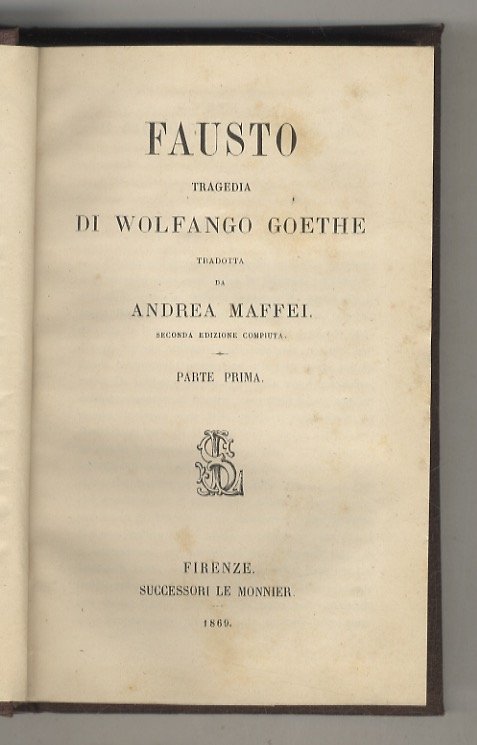 FAUSTO
TRAGEDIA
DI WOLFANGO GOETHE
TRADOTTA
DA
ANDREA MAFFEI.
SECONDA EDIZIONE COMPIUTA.
PARTE PRIMA.
FIRENZE.
SUCCESSORI LE MONNIER.
1869.